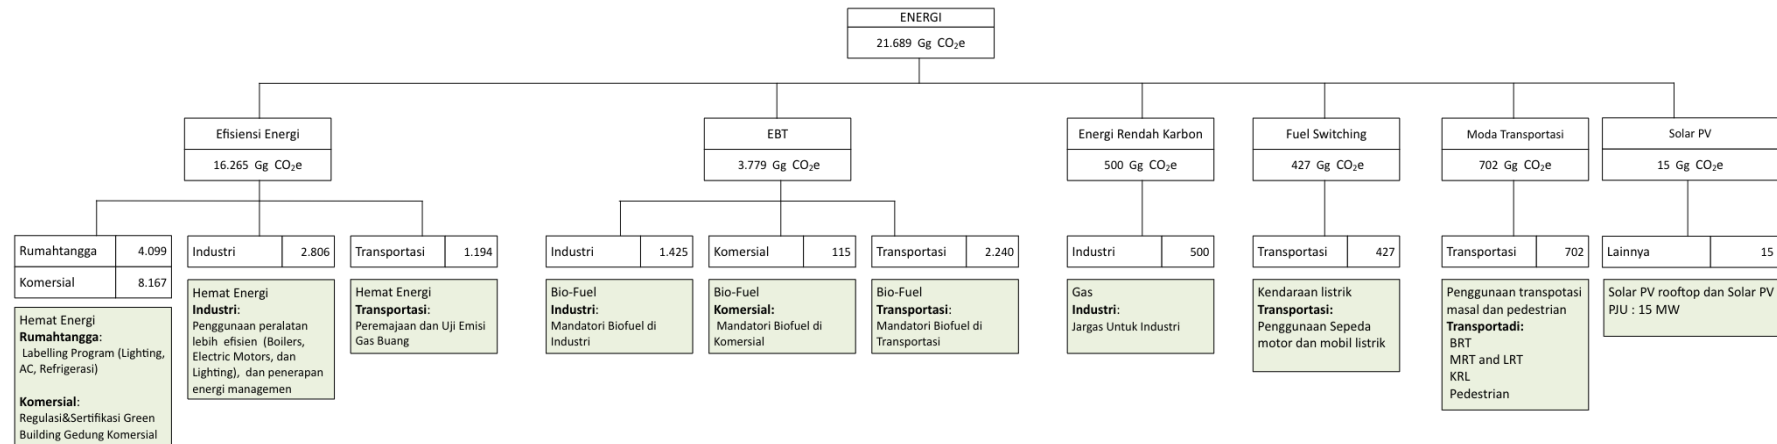 ENERGI
21.689 Gg CO₂e
Efisiensi Energi
16.265 Gg CO₂e
EBT
3.779 Gg CO₂e
Energi Rendah Karbon
500 Gg CO₂e
Fuel Switching
427 Gg CO₂e
Moda Transportasi
702 Gg CO₂e
Solar PV
15 Gg CO₂e
Rumahtangga 4.099
Komersial 8.167
Industri 2.806
Transportasi 1.194
Industri 1.425
Komersial 115
Transportasi 2.240
Industri 500
Transportasi 427
Transportasi 702
Lainnya 15
Hemat Energi
Rumahtangga:
Labelling Program (Lighting,
AC, Refrigerasi)
Komersial:
Regulasi&Sertifikasi Green
Building Gedung Komersial
Hemat Energi
Industri:
Penggunaan peralatan
lebih efisien (Boilers,
Electric Motors, dan
Lighting), dan penerapan
energi managemen
Hemat Energi
Transportasi:
Peremajaan dan Uji Emisi
Gas Buang
Bio-Fuel
Industri:
Mandatori Biofuel di
Industri
Bio-Fuel
Komersial:
Mandatori Biofuel di
Komersial
Bio-Fuel
Transportasi:
Mandatori Biofuel di
Transportasi
Gas
Industri:
Jargas Untuk Industri
Kendaraan listrik
Transportasi:
Penggunaan Sepeda
motor dan mobil listrik
Penggunaan transpotasi
masal dan pedestrian
Transportadi:
BRT
MRT and LRT
KRL
Pedestrian
Solar PV rooftop dan Solar PV
PJU : 15 MW